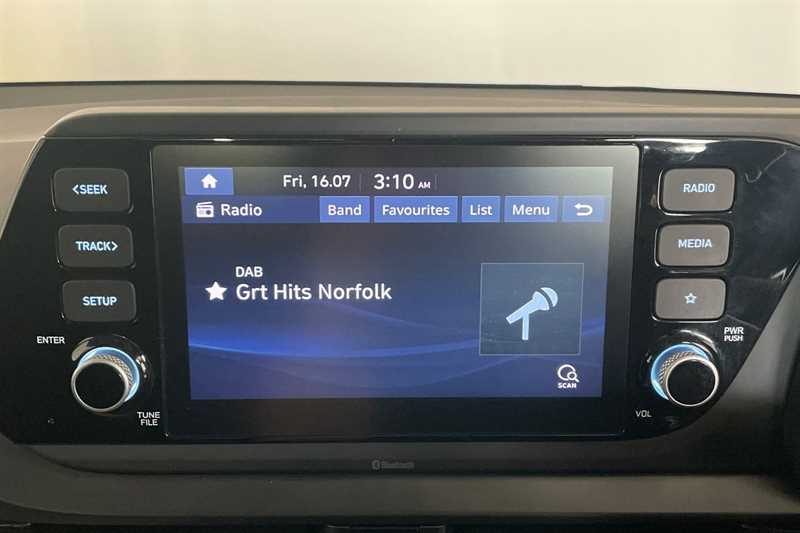 <SEEK
TRACK>
SETUP
ENTER
TUNE
FILE
Fri, 16.07 3:10 AM
Radio Band Favourites List Menu
DAB
Grt Hits Norfolk
SCAN
RADIO
MEDIA
PWR
PUSH
VOL
Bluetooth